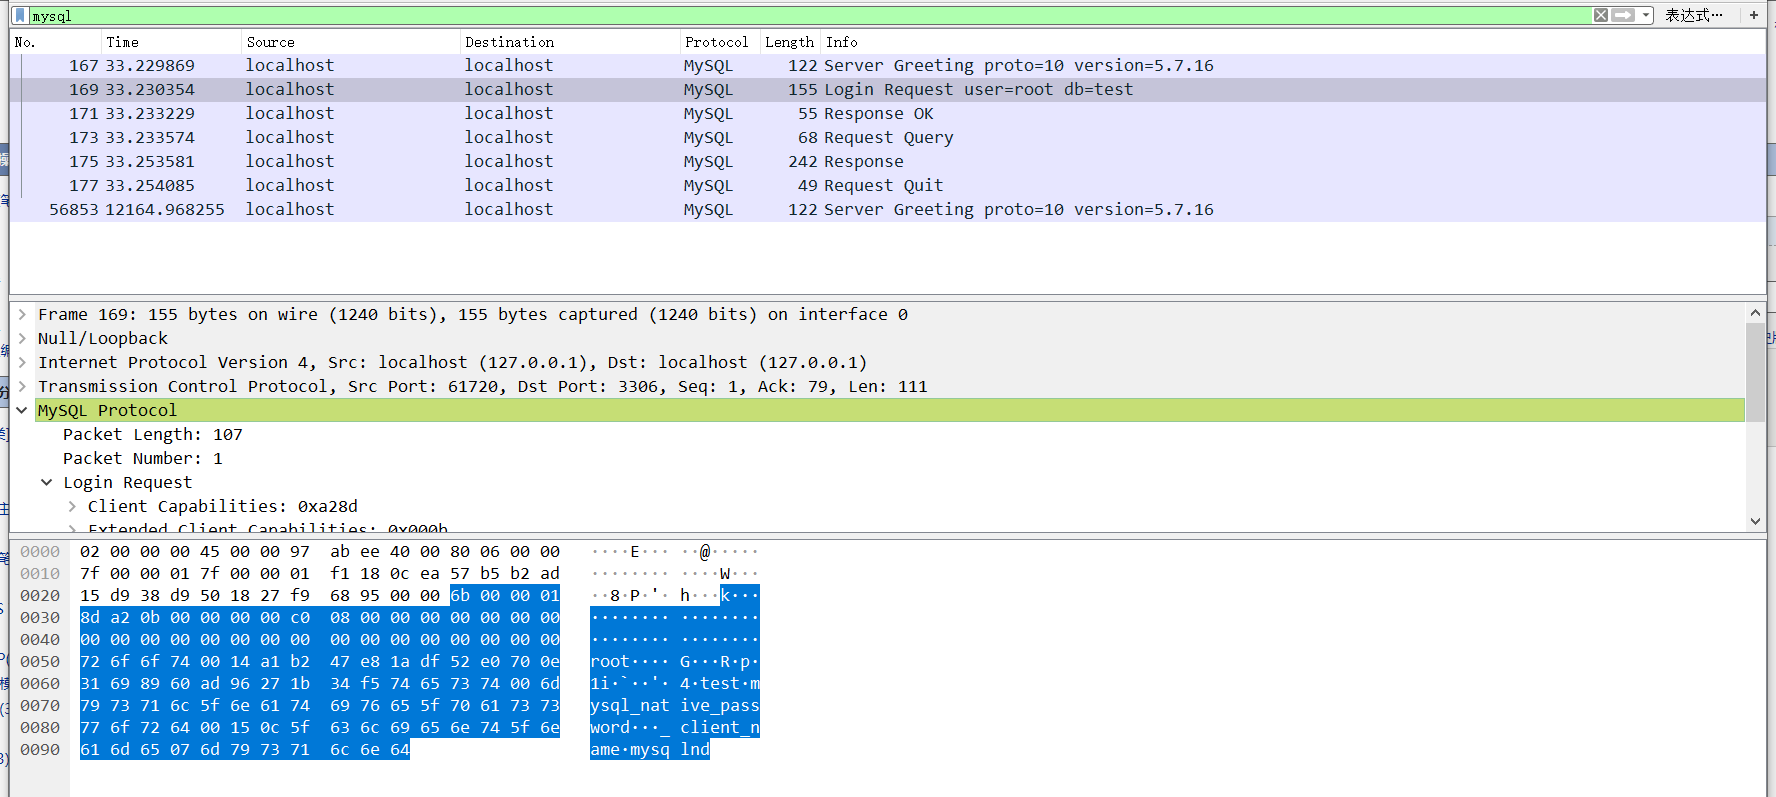 mysql 表达式… +
No. Time Source Destination Protocol Length Info
167 33.229869 localhost localhost MySQL 122 Server Greeting proto=10 version=5.7.16
169 33.230354 localhost localhost MySQL 155 Login Request user=root db=test
171 33.233229 localhost localhost MySQL 55 Response OK
173 33.233574 localhost localhost MySQL 68 Request Query
175 33.253581 localhost localhost MySQL 242 Response
177 33.254085 localhost localhost MySQL 49 Request Quit
56853 12164.968255 localhost localhost MySQL 122 Server Greeting proto=10 version=5.7.16
Frame 169: 155 bytes on wire (1240 bits), 155 bytes captured (1240 bits) on interface 0
Null/Loopback
Internet Protocol Version 4, Src: localhost (127.0.0.1), Dst: localhost (127.0.0.1)
Transmission Control Protocol, Src Port: 61720, Dst Port: 3306, Seq: 1, Ack: 79, Len: 111
MySQL Protocol
Packet Length: 107
Packet Number: 1
Login Request
Client Capabilities: 0xa28d
Extended Client Capabilities: 0x000b
0000 02 00 00 00 45 00 00 97 ab ee 40 00 80 06 00 00 ····E··· ··@·····
0010 7f 00 00 01 7f 00 00 01 f1 18 0c ea 57 b5 b2 ad ········ ····W···
0020 15 d9 38 d9 50 18 27 f9 68 95 00 00 6b 00 00 01 ··8·P·'· h···k···
0030 8d a2 0b 00 00 00 00 c0 08 00 00 00 00 00 00 00 ········ ········
0040 00 00 00 00 00 00 00 00 00 00 00 00 00 00 00 00 ········ ········
0050 72 6f 6f 74 00 14 a1 b2 47 e8 1a df 52 e0 70 0e root···· G···R·p·
0060 31 69 89 60 ad 96 27 1b 34 f5 74 65 73 74 00 6d 1i·`··'· 4·test·m
0070 79 73 71 6c 5f 6e 61 74 69 76 65 5f 70 61 73 73 ysql_nat ive_pass
0080 77 6f 72 64 00 15 0c 5f 63 6c 69 65 6e 74 5f 6e word···_ client_n
0090 61 6d 65 07 6d 79 73 71 6c 6e 64 ame·mysq lnd